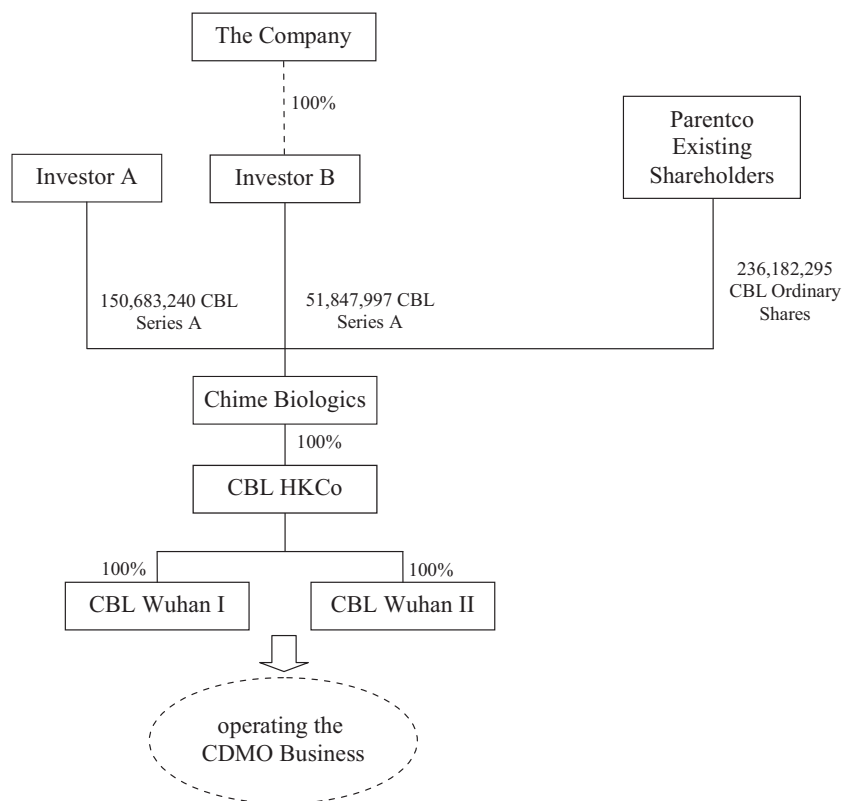 The Company
100%
Parentco
Existing
Shareholders
Investor A
Investor B
150,683,240 CBL
Series A
51,847,997 CBL
Series A
236,182,295
CBL Ordinary
Shares
Chime Biologics
100%
CBL HKCo
100%
100%
CBL Wuhan I
CBL Wuhan II
operating the
CDMO Business